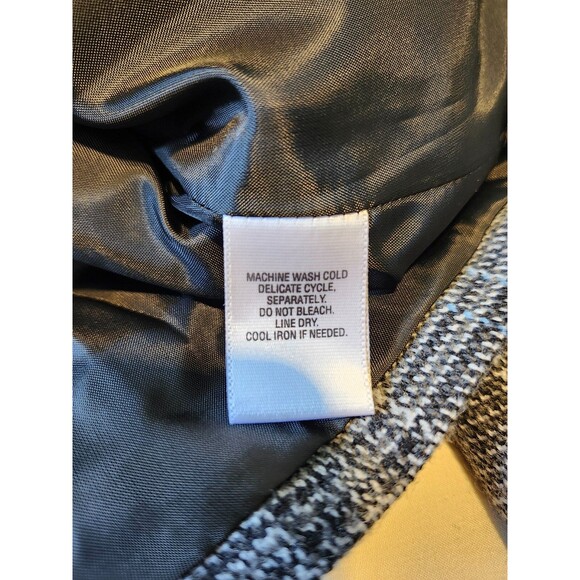 MACHINE WASH COLD
DELICATE CYCLE,
SEPARATELY.
DO NOT BLEACH.
LINE DRY.
COOL IRON IF NEEDED.